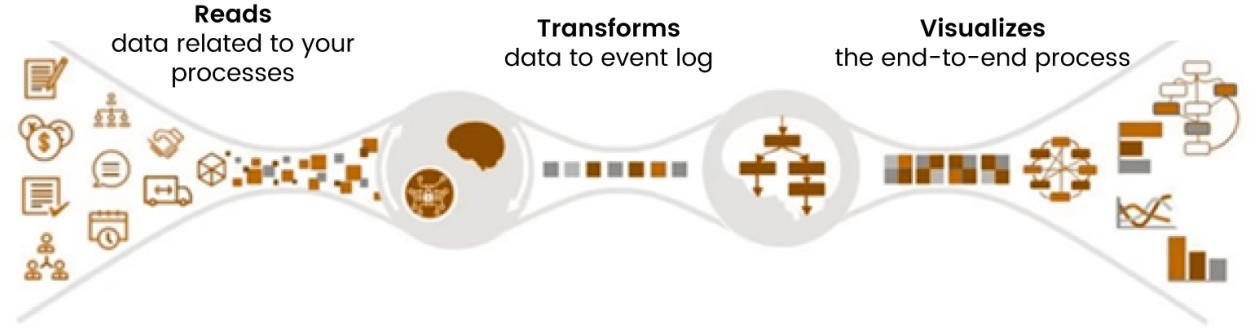 Reads
data related to your
processes
Transforms
data to event log
Visualizes
the end-to-end process
$